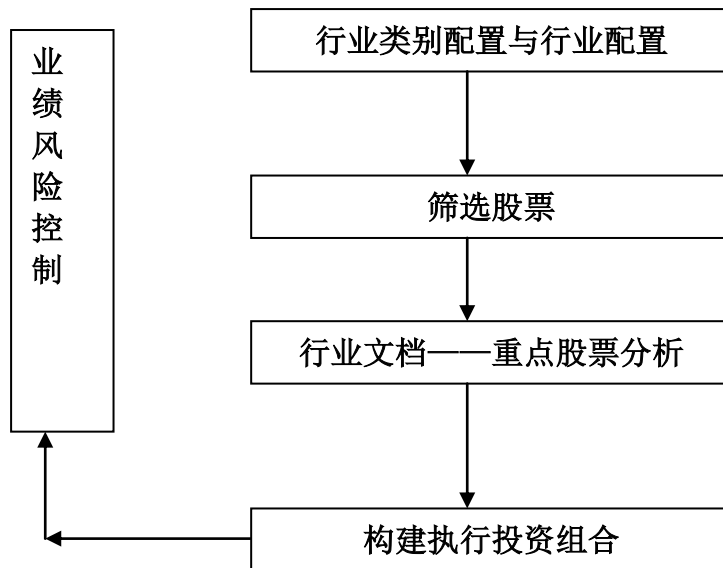 业
绩
风
险
控
制
行业类别配置与行业配置
筛选股票
行业文档——重点股票分析
构建执行投资组合